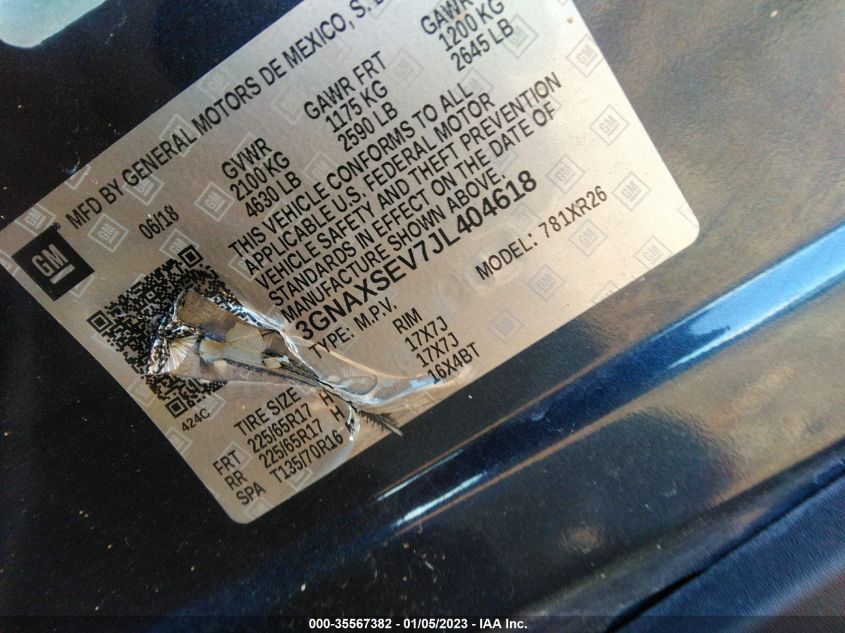 MFD BY GENERAL MOTORS DE MEXICO, S.
06/18
GVWR GAWR FRT GAWR
2100 KG 1175 KG 1200 KG
4630 LB 2590 LB 2645 LB
THIS VEHICLE CONFORMS TO ALL
APPLICABLE U.S. FEDERAL MOTOR
VEHICLE SAFETY AND THEFT PREVENTION
STANDARDS IN EFFECT ON THE DATE OF
MANUFACTURE SHOWN ABOVE.
3GNAXSEV7JL404618
TYPE: M.P.V. MODEL: 781XR26
GM
424C
TIRE SIZE RIM
FRT 225/65R17 H 17X7J
RR 225/65R17 H 17X7J
SPA T135/70R16 16X4BT
000-35567382 - 01/05/2023 - IAA Inc.